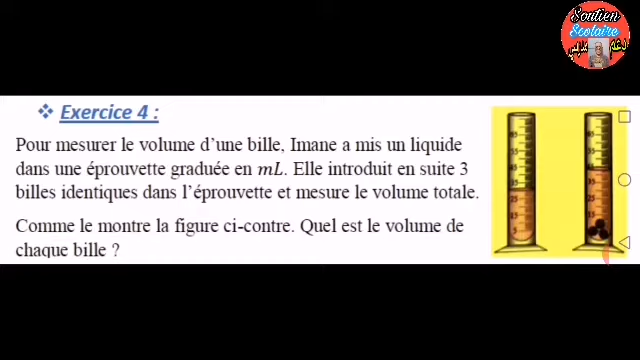 Soutien
Scolaire
❖ Exercice 4 :
Pour mesurer le volume d'une bille, Imane a mis un liquide
dans une éprouvette graduée en mL. Elle introduit en suite 3
billes identiques dans l'éprouvette et mesure le volume totale.
Comme le montre la figure ci-contre. Quel est le volume de
chaque bille ?